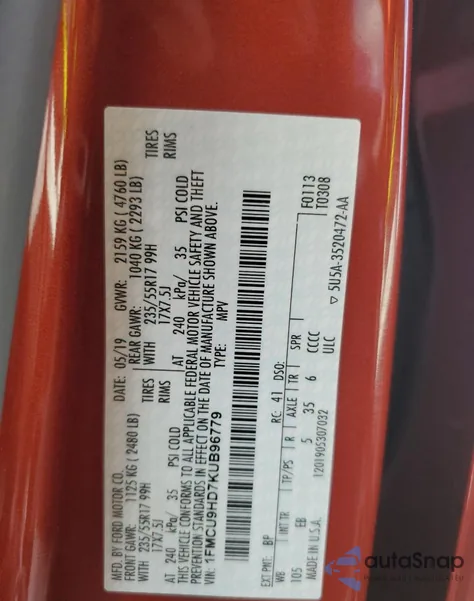 MFD. BY FORD MOTOR CO.
DATE: 05/19 GVWR: 2159 KG ( 4760 LB)
FRONT GAWR: 1125 KG ( 2480 LB) REAR GAWR: 1040 KG ( 2293 LB)
WITH TIRES WITH TIRES
235/55R17 99H RIMS 235/55R17 99H RIMS
17X7.5J 17X7.5J
AT 240 kPa/ 35 PSI COLD AT 240 kPa/ 35 PSI COLD
THIS VEHICLE CONFORMS TO ALL APPLICABLE FEDERAL MOTOR VEHICLE SAFETY AND THEFT
PREVENTION STANDARDS IN EFFECT ON THE DATE OF MANUFACTURE SHOWN ABOVE.
VIN: 1FMCU9HD7KUB96779 TYPE: MPV
F0113
T0308
EXT PNT: BP RC: 41 DSO:
WB INT TR TP/PS R AXLE TR SPR
105 EB 5 35 6 CCCC
MADE IN U.S.A. 1201905307032 ULC
▽ 5U5A-3520472-AA
autaSnap